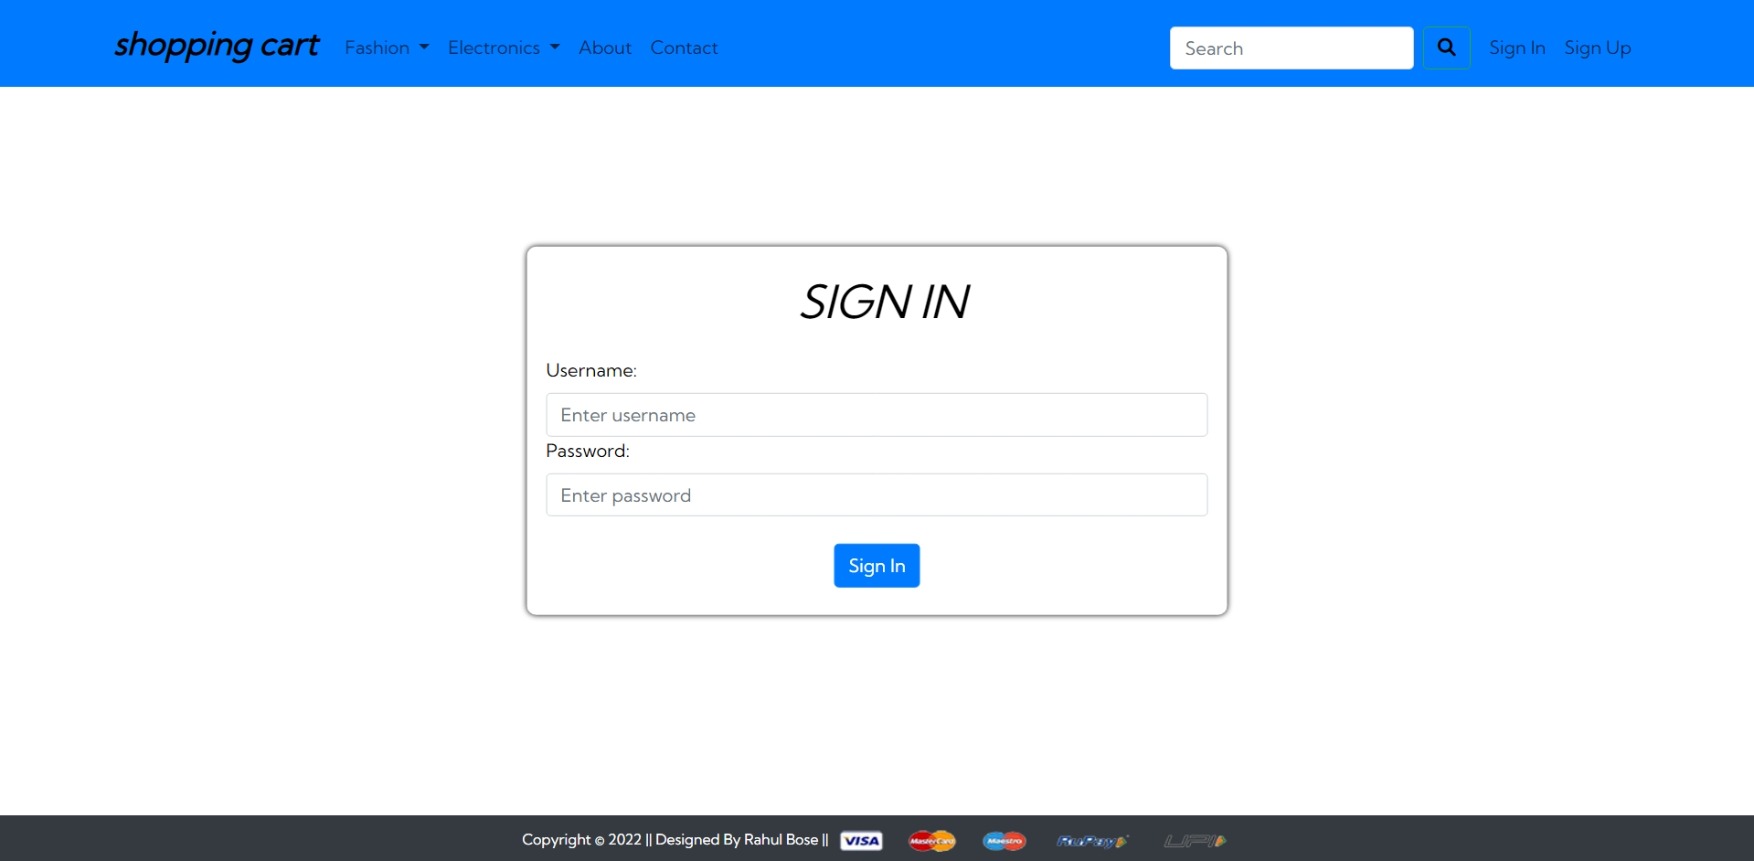 shopping cart Fashion Electronics About Contact Search Sign In Sign Up
SIGN IN
Username:
Enter username
Password:
Enter password
Sign In
Copyright © 2022 || Designed By Rahul Bose || VISA MasterCard Maestro RuPay UPI